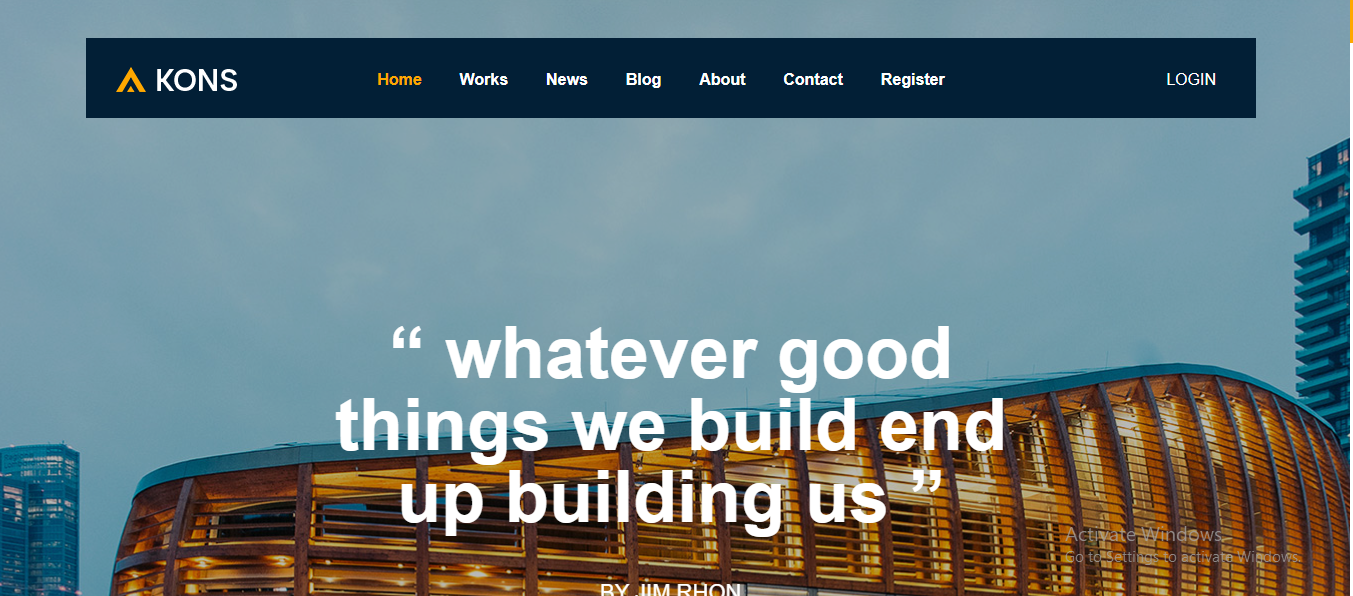 KONS
Home Works News Blog About Contact Register LOGIN
“ whatever good
things we build end
up building us ”
BY JIM RHON
Activate Windows
Go to Settings to activate Windows.